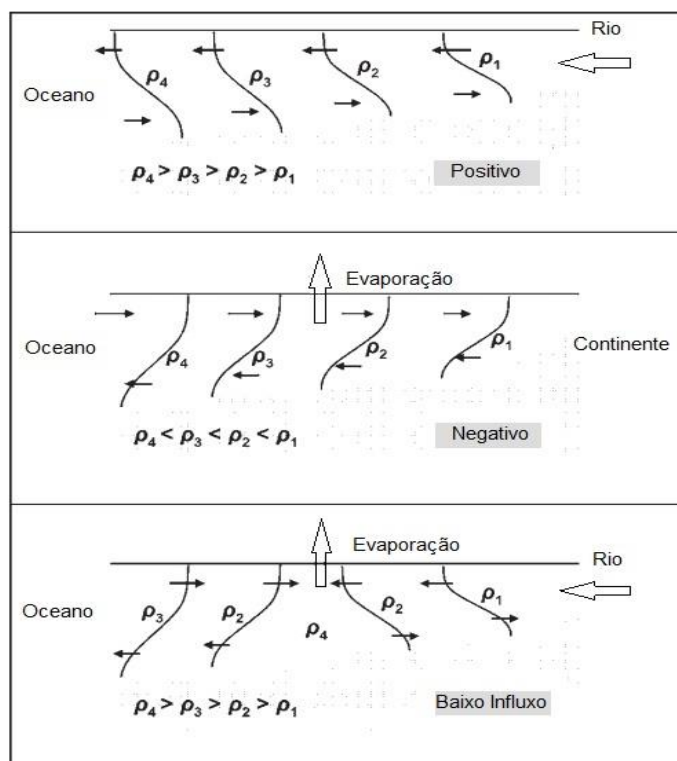 Rio
ρ4 ρ3 ρ2 ρ1
Oceano
ρ4 > ρ3 > ρ2 > ρ1
Positivo
Evaporação
Oceano
ρ4 ρ3 ρ2 ρ1
Continente
ρ4 < ρ3 < ρ2 < ρ1
Negativo
Evaporação
Rio
Oceano
ρ3 ρ2 ρ4 ρ2 ρ1
ρ4 > ρ3 > ρ2 > ρ1
Baixo Influxo